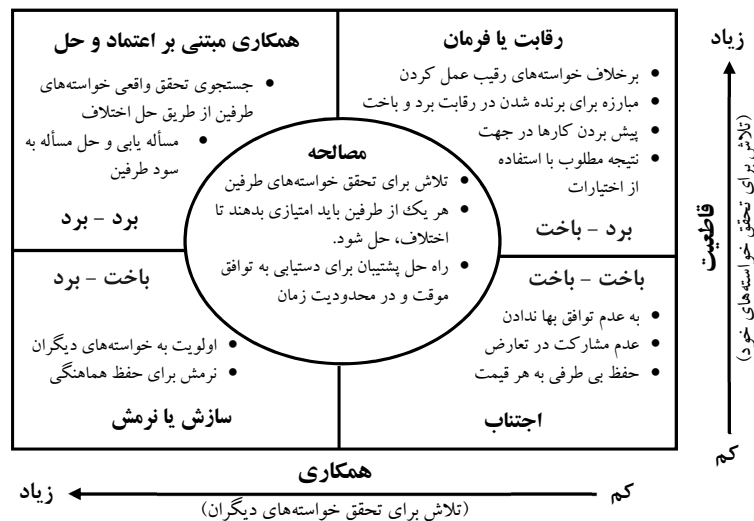 رقابت یا فرمان
برخلاف خواسته‌های رقیب عمل کردن
مبارزه برای برنده شدن در رقابت برد و باخت
پیش بردن کارها در جهت
نتیجه مطلوب با استفاده
از اختیارات
برد – باخت
همکاری مبتنی بر اعتماد و حل
جستجوی تحقق واقعی خواسته‌های
طرفین از طریق حل اختلاف
مسأله یابی و حل مسأله به
سود طرفین
برد – برد
مصالحه
تلاش برای تحقق خواسته‌های طرفین
هر یک از طرفین باید امتیازی بدهند تا
اختلاف، حل شود.
راه حل پشتیبان برای دستیابی به توافق
موقت و در محدودیت زمان
باخت – باخت
به عدم توافق بها ندادن
عدم مشارکت در تعارض
حفظ بی طرفی به هر قیمت
اجتناب
باخت – برد
اولویت به خواسته‌های دیگران
نرمش برای حفظ هماهنگی
سازش یا نرمش
زیاد
قاطعیت
(تلاش برای تحقق خواسته‌های خود)
کم
همکاری
کم
زیاد
(تلاش برای تحقق خواسته‌های دیگران)